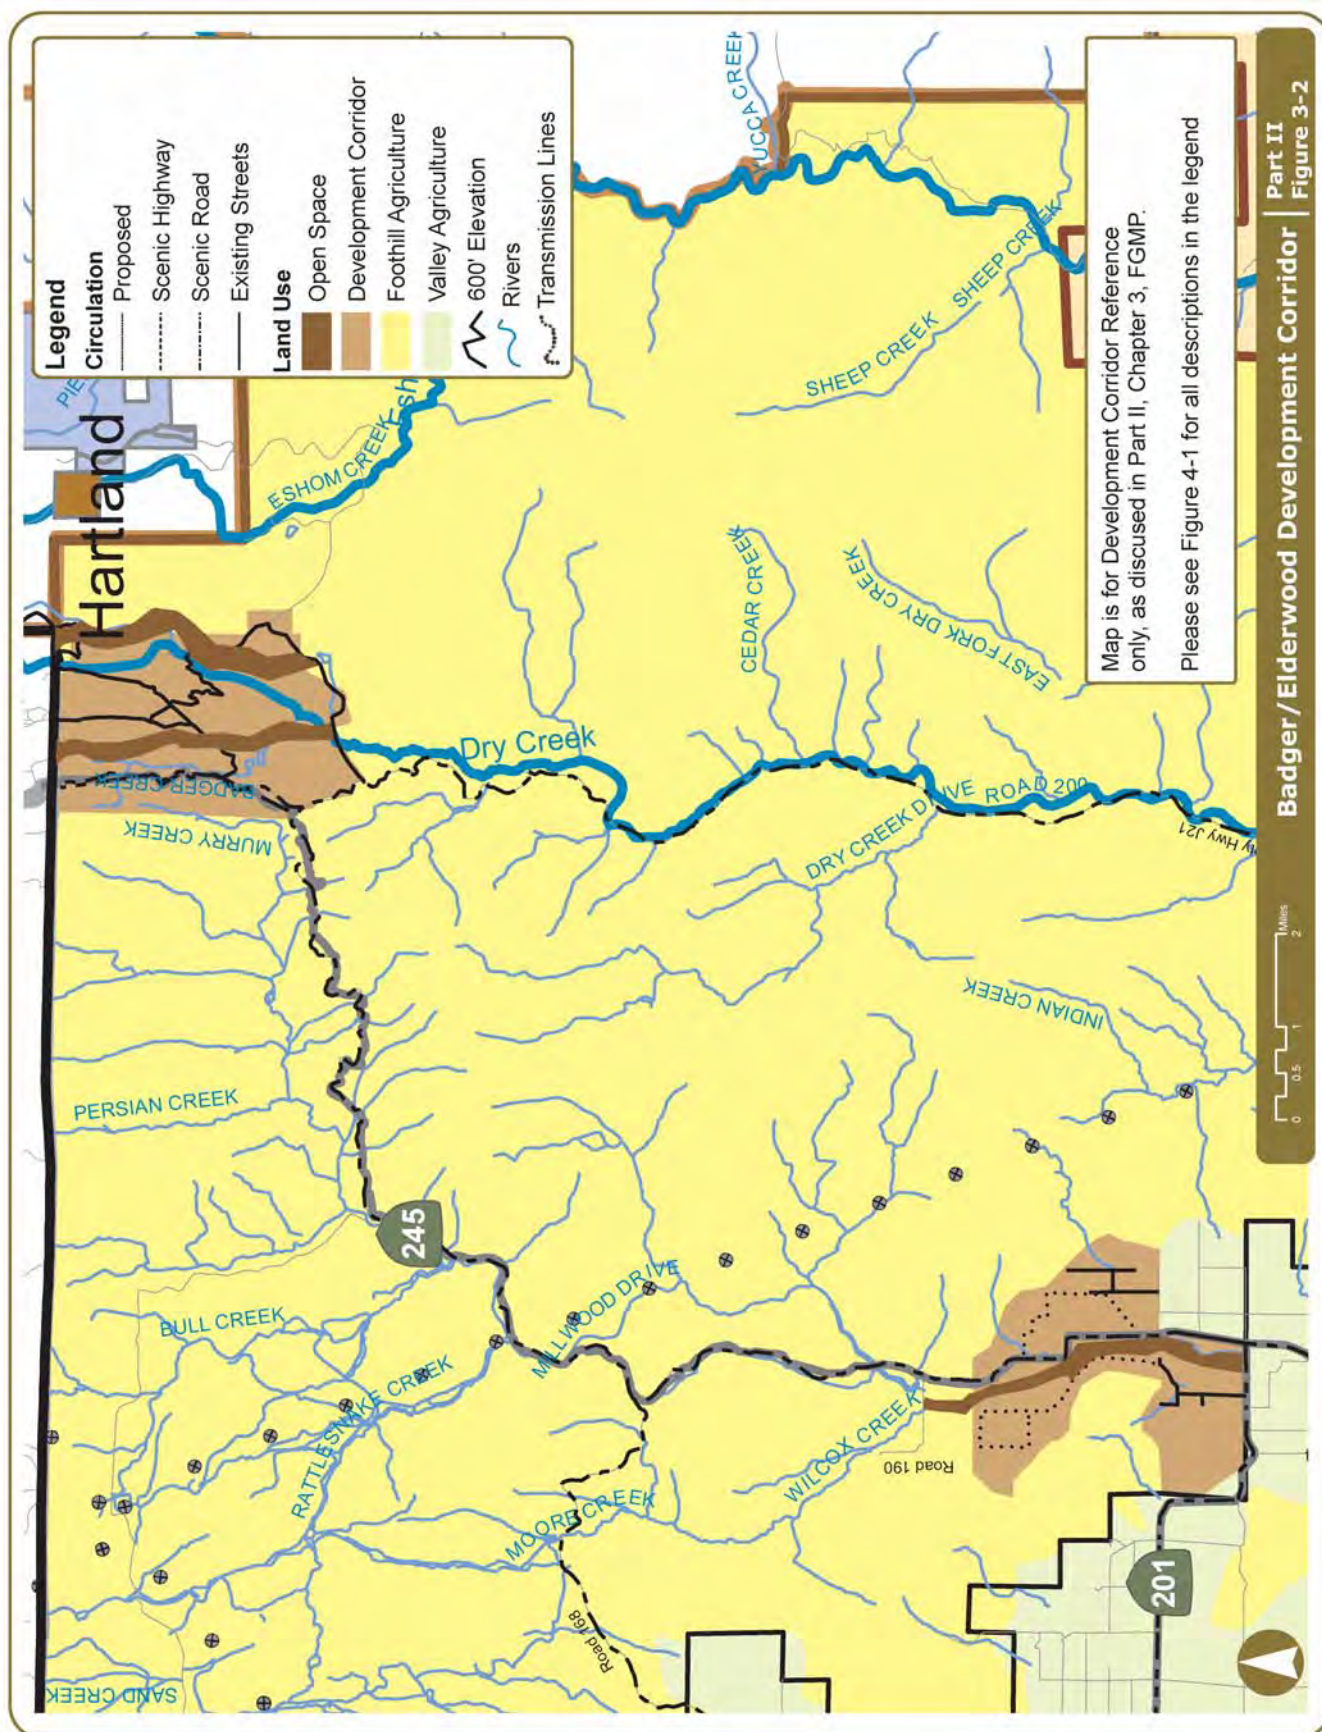 Legend
Circulation
Proposed
Scenic Highway
Scenic Road
Existing Streets
Land Use
Open Space
Development Corridor
Foothill Agriculture
Valley Agriculture
600' Elevation
Rivers
Transmission Lines
Hartland
PIE
ESHOM CREEK
Esh
UCCA CREEK
SHEEP CREEK
SHEEP CREEK
BADGER CREEK
MURRY CREEK
Dry Creek
CEDAR CREEK
EAST FORK DRY CREEK
DRY CREEK DRIVE
ROAD 200
Hwy J21
INDIAN CREEK
PERSIAN CREEK
245
BULL CREEK
RATTLESNAKE CREEK
MILLWOOD DRIVE
MOORE CREEK
WILCOX CREEK
Road 190
Road 168
SAND CREEK
201
Map is for Development Corridor Reference
only, as discused in Part II, Chapter 3, FGMP.
Please see Figure 4-1 for all descriptions in the legend
0 0.5 1 2
Miles
Badger/Elderwood Development Corridor
Part II
Figure 3-2